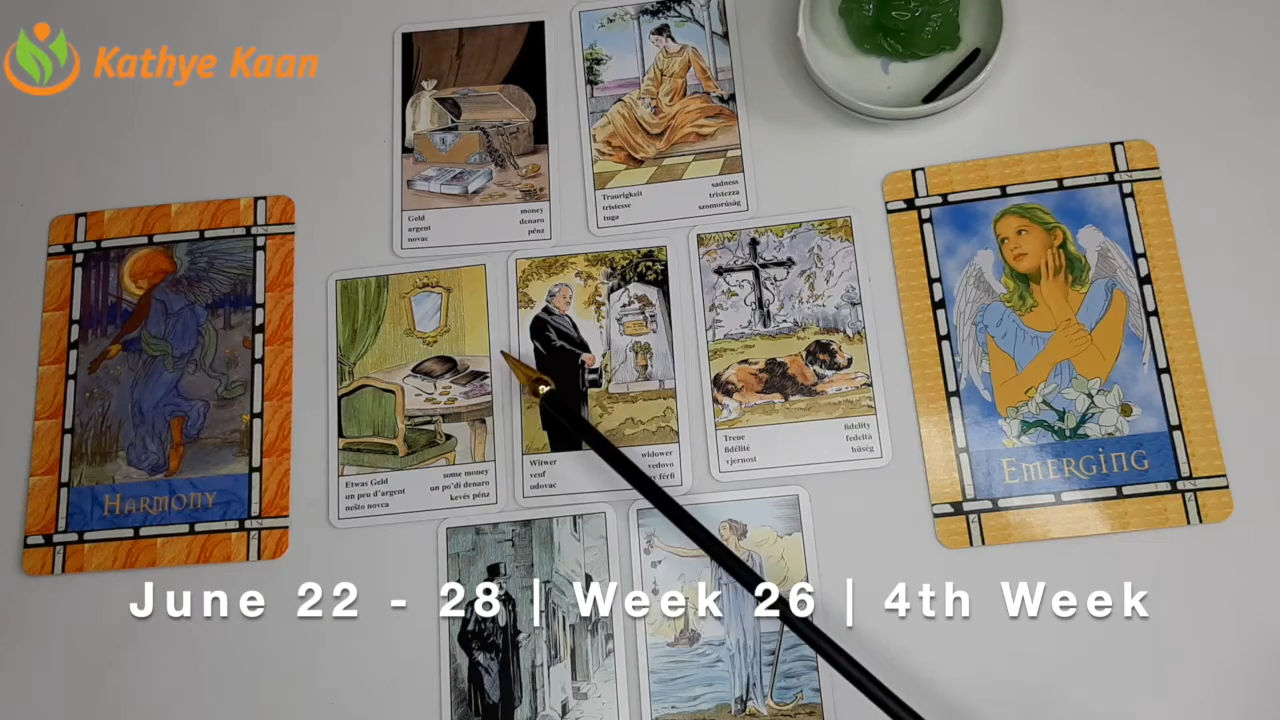 Kathye Kaan
Geld
argent
novac
money
denaro
pénz
Traurigkeit
tristesse
tuga
sadness
tristezza
szomorúság
HARMONY
Etwas Geld
un peu d'argent
nešto novca
some money
un po'di denaro
kevés pénz
Witwer
veuf
udovac
widower
vedovo
férfi
Treue
fidélité
vjernost
fidelity
fedeltà
hüség
EMERGING
June 22 - 28 | Week 26 | 4th Week